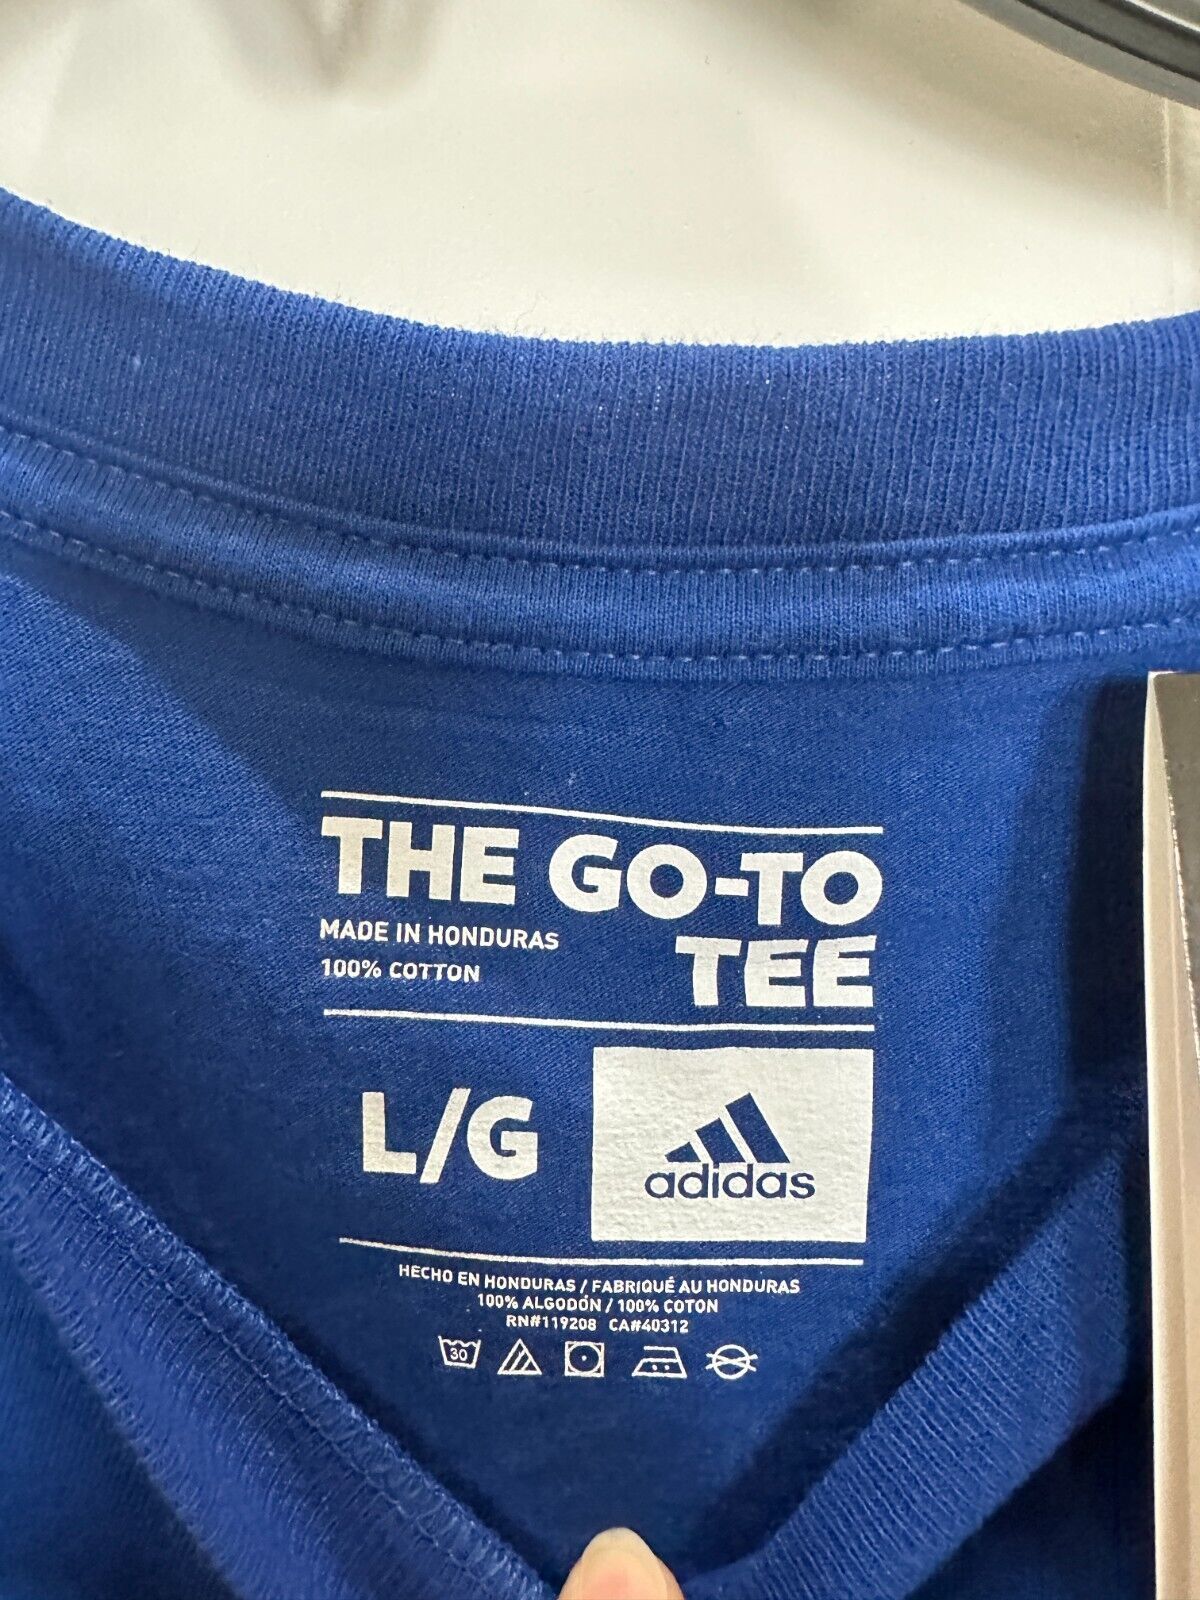 THE GO-TO
TEE
MADE IN HONDURAS
100% COTTON
L/G
adidas
HECHO EN HONDURAS / FABRIQUÉ AU HONDURAS
100% ALGODÓN / 100% COTON
RN#119208 CA#40312
30